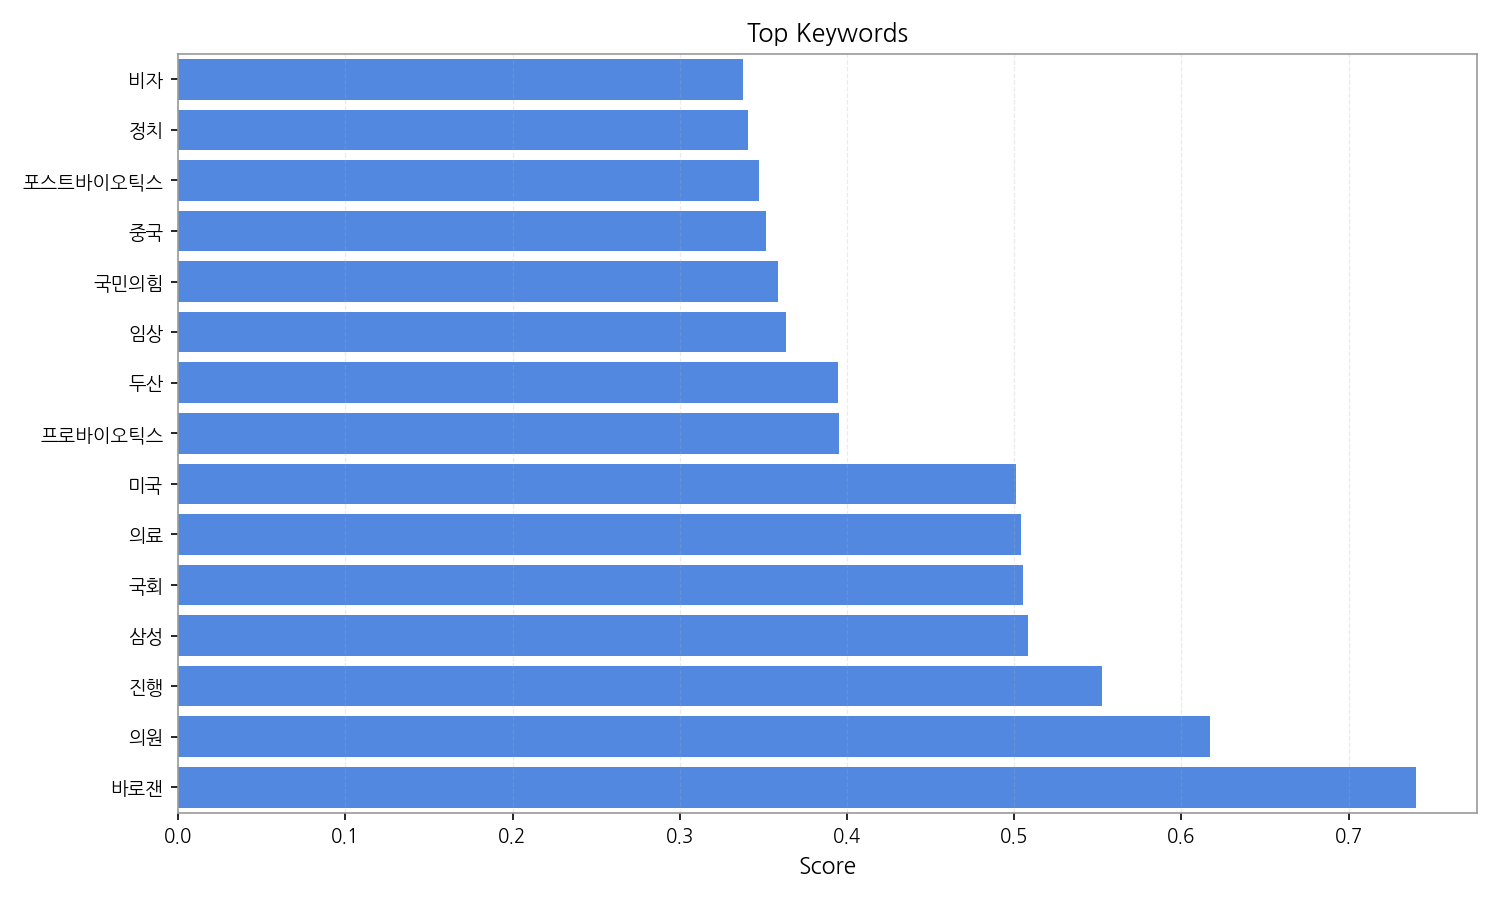 Top Keywords
비자
정치
포스트바이오틱스
중국
국민의힘
임상
두산
프로바이오틱스
미국
의료
국회
삼성
진행
의원
바로잰
0.0 0.1 0.2 0.3 0.4 0.5 0.6 0.7
Score